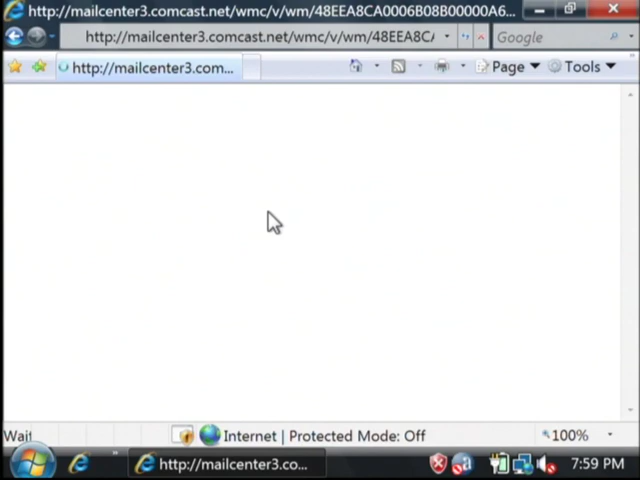 http://mailcenter3.comcast.net/wmc/v/wm/48EEA8CA0006B08B00000A6...
http://mailcenter3.comcast.net/wmc/v/wm/48EEA8CA
Google
http://mailcenter3.com...
Page
Tools
Wait
Internet | Protected Mode: Off
100%
http://mailcenter3.co...
7:59 PM